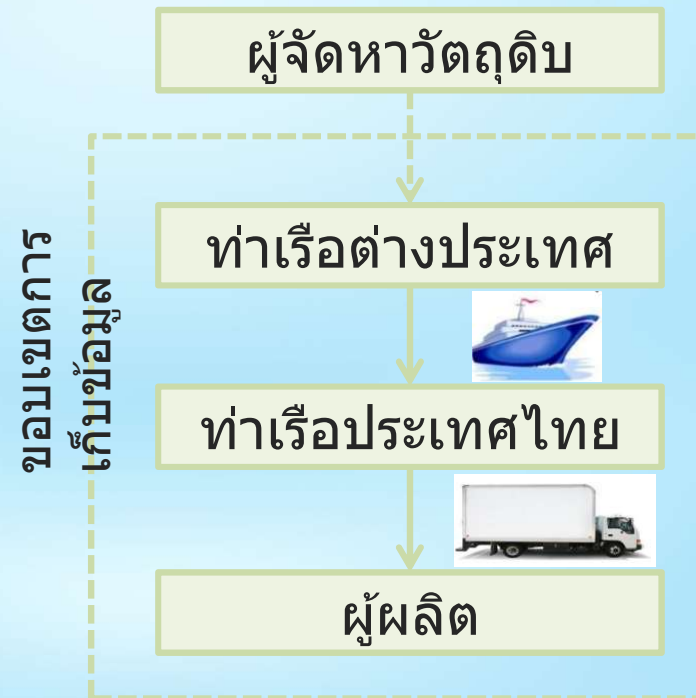 ผู้จัดหาวัตถุดิบ
ท่าเรือต่างประเทศ
ขอบเขตการ
เก็บข้อมูล
ท่าเรือประเทศไทย
ผู้ผลิต